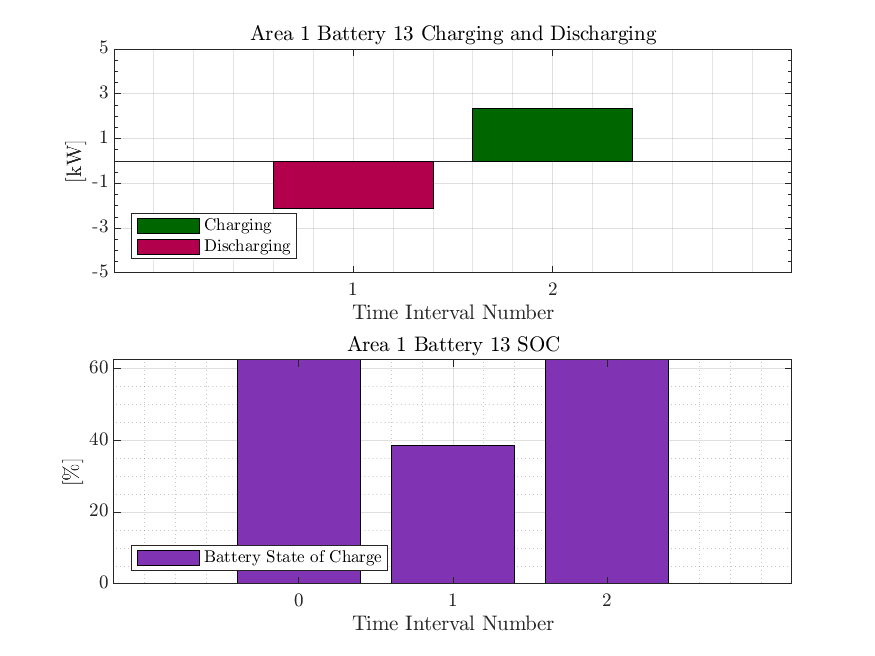 Area 1 Battery 13 Charging and Discharging
5
3
1
-1
-3
-5
[kW]
Charging
Discharging
1 2
Time Interval Number
Area 1 Battery 13 SOC
60
40
20
0
[%]
Battery State of Charge
0 1 2
Time Interval Number